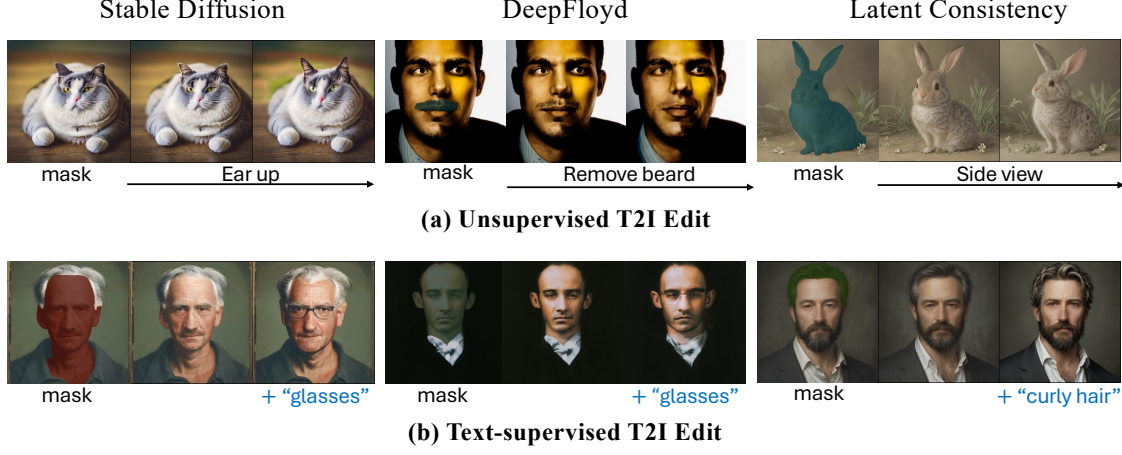 Stable Diffusion DeepFloyd Latent Consistency
mask Ear up mask Remove beard mask Side view
(a) Unsupervised T2I Edit
mask + “glasses” mask + “glasses” mask + “curly hair”
(b) Text-supervised T2I Edit